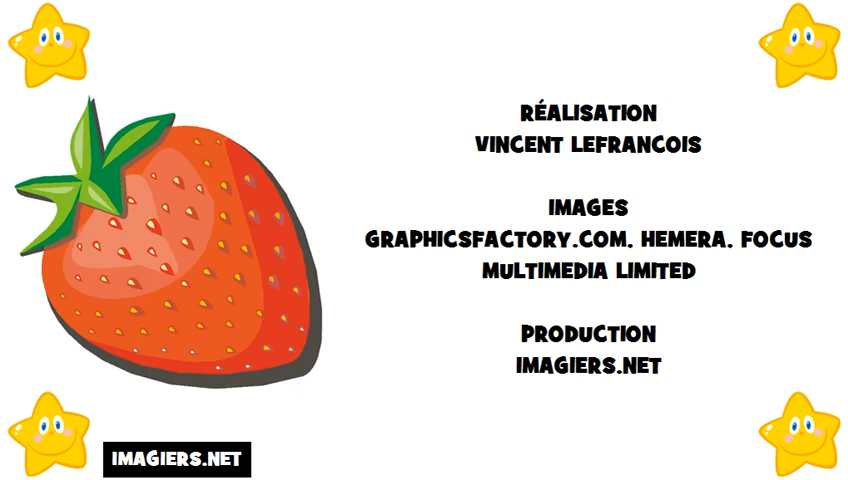 RÉALISATION
VINCENT LEFRANCOIS
IMAGES
GRAPHICSFACTORY.COM, HEMERA, FOCUS
MULTIMEDIA LIMITED
PRODUCTION
IMAGIERS.NET
IMAGIERS.NET